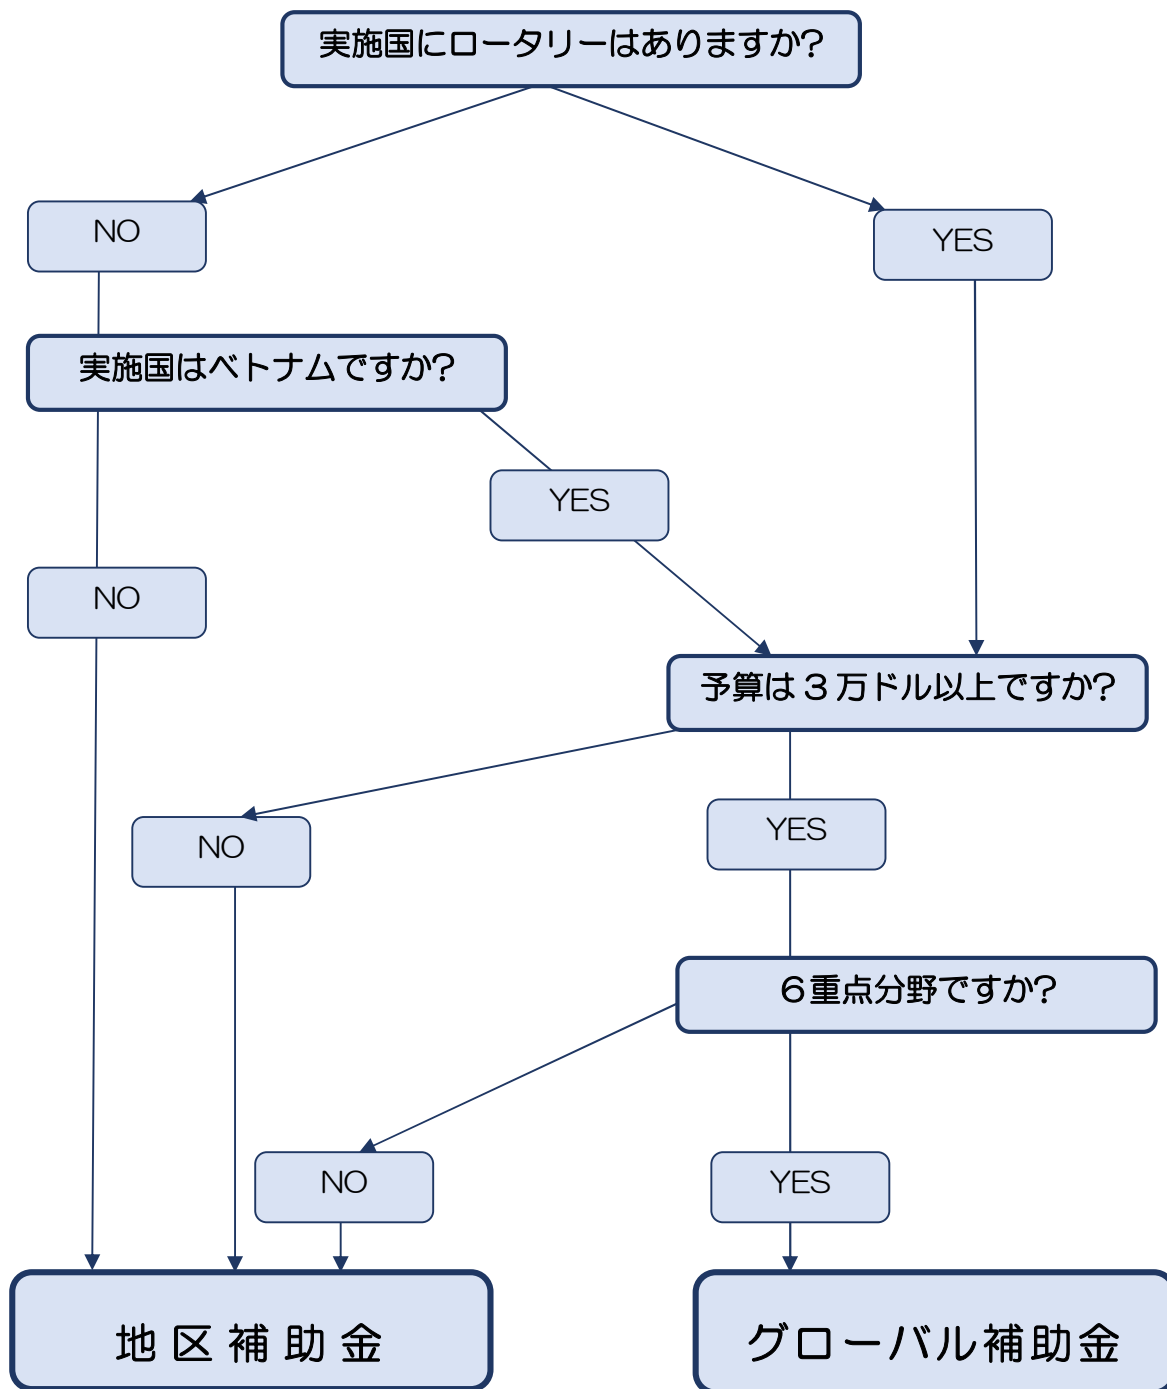 実施国にロータリーはありますか?
NO
YES
実施国はベトナムですか?
YES
NO
予算は3万ドル以上ですか?
NO
YES
6重点分野ですか?
NO
YES
地区補助金
グローバル補助金